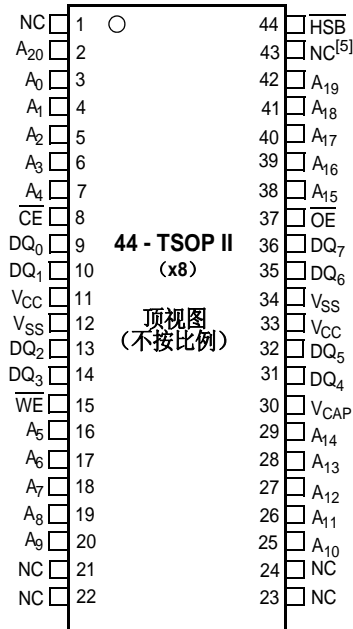 NC 1 44 HSB
A20 2 43 NC[5]
A0 3 42 A19
A1 4 41 A18
A2 5 40 A17
A3 6 39 A16
A4 7 38 A15
CE 8 37 OE
DQ0 9 44 - TSOP II 36 DQ7
DQ1 10 (x8) 35 DQ6
VCC 11 34 VSS
VSS 12 顶视图 33 VCC
DQ2 13 (不按比例) 32 DQ5
DQ3 14 31 DQ4
WE 15 30 VCAP
A5 16 29 A14
A6 17 28 A13
A7 18 27 A12
A8 19 26 A11
A9 20 25 A10
NC 21 24 NC
NC 22 23 NC